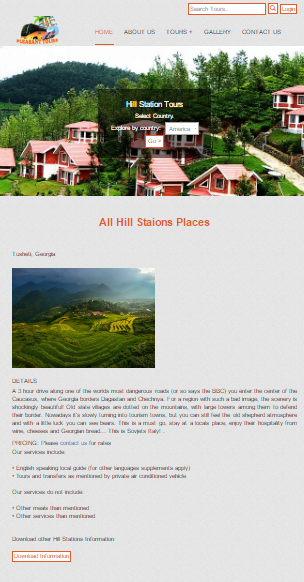 Search Tours..
Login
PLEASANT TOURS
HOME ABOUT US TOURS + GALLERY CONTACT US
Hill Station Tours
Select Country.
Explore by country: America
Go >
All Hill Staions Places
Tusheti, Georgia
DETAILS
A 3 hour drive along one of the worlds most dangerous roads (or so says the BBC) you enter the center of the
Caucasus, where Georgia borders Dagestan and Chechnya. For a region with such a bad image, the scenery is
shockingly beautiful! Old slate villages are dotted on the mountains, with large towers among them to defend
their border. Nowadays it's slowly turning into tourism towns, but you can still feel the old shepherd atmosphere
and with a little luck you can see bears. This is a must go, stay at a locals place, enjoy their hospitality from
wine, cheeses and Georgian bread... This is Soviets Italy! .
PRICING: Please contact us for rates
Our services include:
• English speaking local guide (for other languages supplements apply)
• Tours and transfers as mentioned by private air conditioned vehicle
Our services do not include:
• Other meals than mentioned
• Other services than mentioned
Download other Hill Stations Information
Download Information